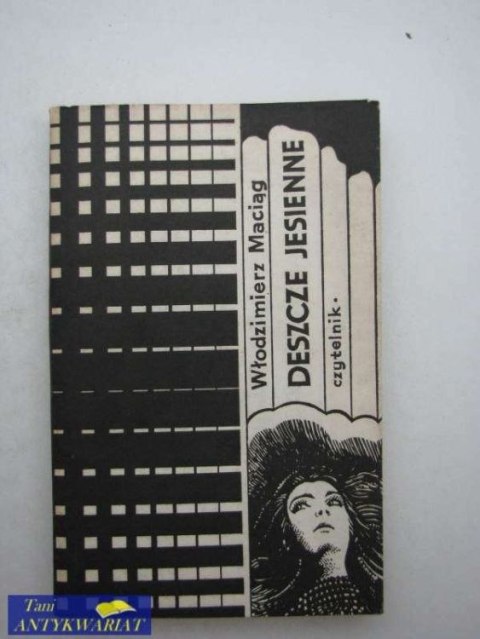 Włodzimierz Maciąg
DESZCZE JESIENNE
czytelnik.
Tani
ANTYKWARIAT